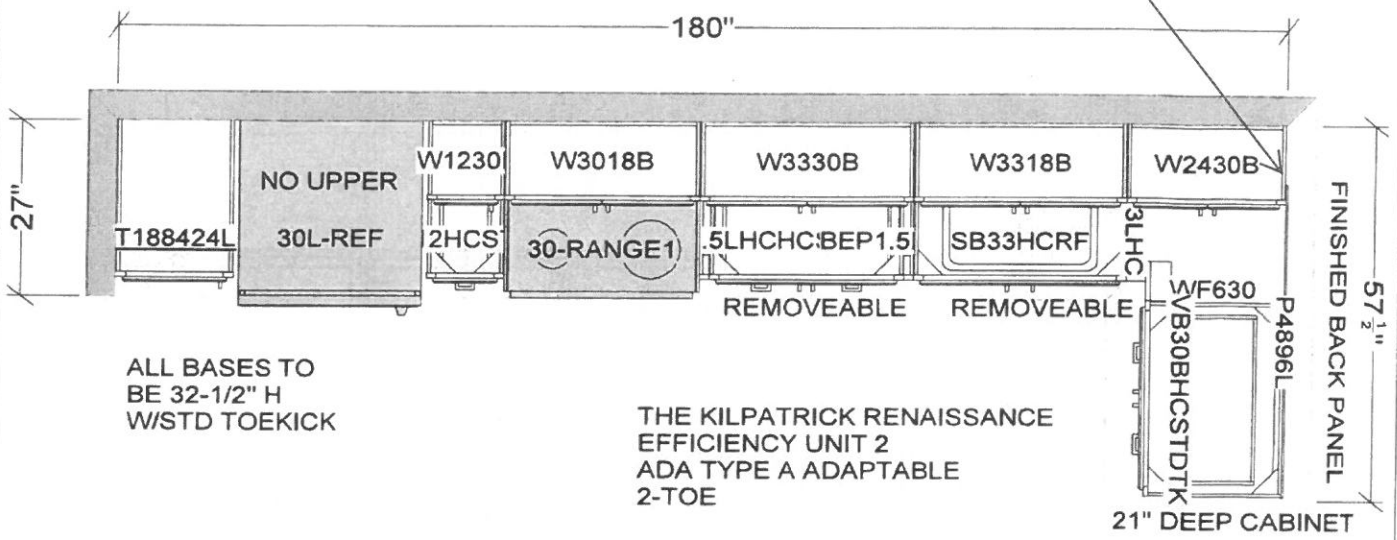 180"
27"
W1230
W3018B
W3330B
W3318B
W2430B
NO UPPER
30L-REF
T188424L
2HCST
30-RANGE1
.5LHCHC
BEP1.5
SB33HCRF
3LHC
REMOVEABLE
REMOVEABLE
WF630
VB30BHCSTDTK
P4896L
FINISHED BACK PANEL
57 1/2"
ALL BASES TO
BE 32-1/2" H
W/STD TOEKICK
THE KILPATRICK RENAISSANCE
EFFICIENCY UNIT 2
ADA TYPE A ADAPTABLE
2-TOE
21" DEEP CABINET